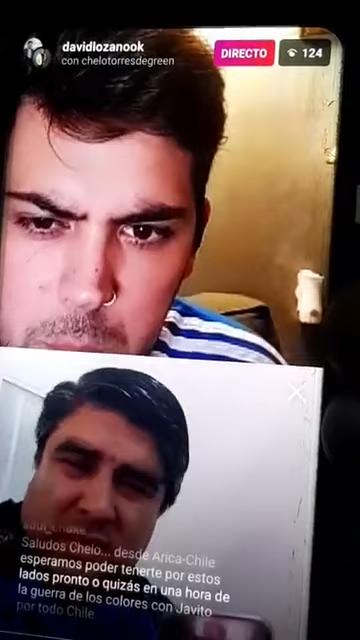 davidlozanook
con chelotorresdegreen
DIRECTO
124
Saludos Chelo... desde Arica-Chile
esperamos poder tenerte por estos
lados pronto o quizás en una hora de
la guerra de los colores con Javito
por todo Chile